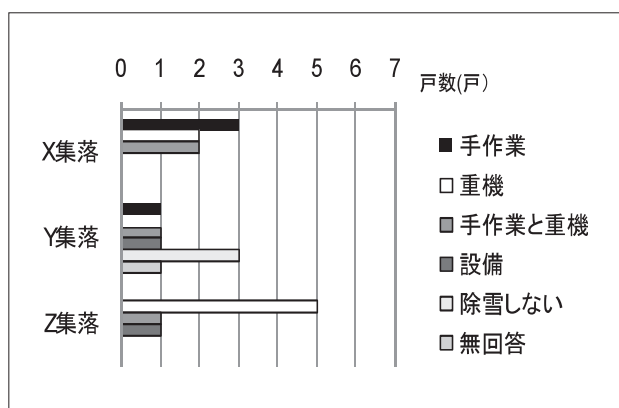 0 1 2 3 4 5 6 7
戸数(戸)
X集落
Y集落
Z集落
手作業
重機
手作業と重機
設備
除雪しない
無回答